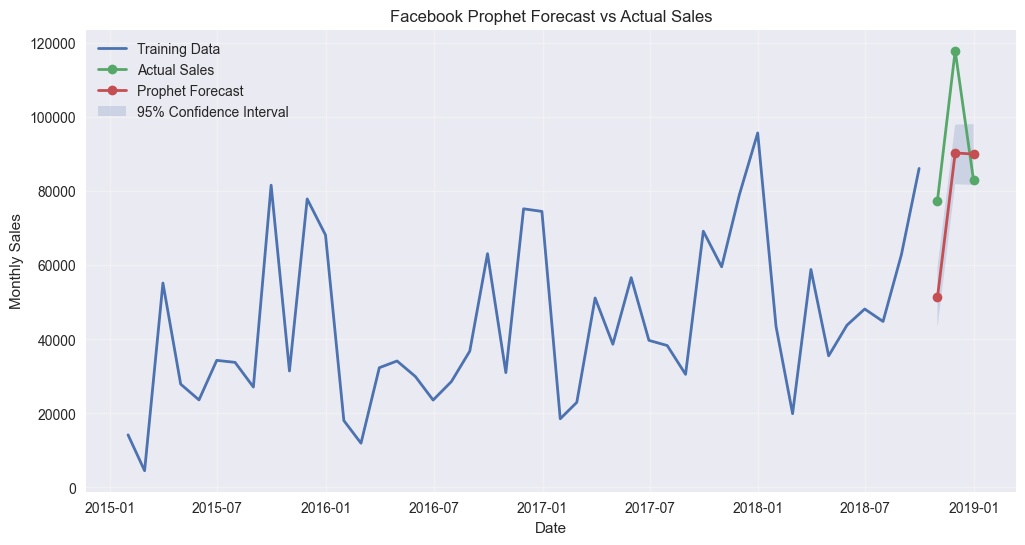 Facebook Prophet Forecast vs Actual Sales
Training Data
Actual Sales
Prophet Forecast
95% Confidence Interval
120000
100000
80000
60000
40000
20000
0
Monthly Sales
2015-01 2015-07 2016-01 2016-07 2017-01 2017-07 2018-01 2018-07 2019-01
Date